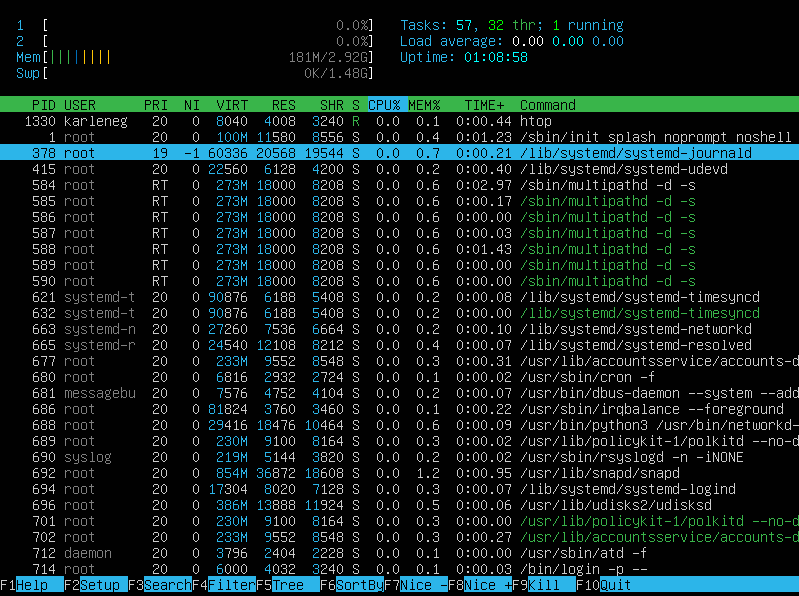 1 [ 0.0%] Tasks: 57, 32 thr; 1 running
2 [ 0.0%] Load average: 0.00 0.00 0.00
Mem[||||||||| 181M/2.92G] Uptime: 01:08:58
Swp[ 0K/1.48G]
PID USER PRI NI VIRT RES SHR S CPU% MEM% TIME+ Command
1330 karleneg 20 0 8040 4008 3240 R 0.0 0.1 0:00.44 htop
1 root 20 0 100M 11580 8556 S 0.0 0.4 0:01.23 /sbin/init splash noprompt noshell
378 root 19 -1 60336 20568 19544 S 0.0 0.7 0:00.21 /lib/systemd/systemd-journald
415 root 20 0 22560 6128 4200 S 0.0 0.2 0:00.40 /lib/systemd/systemd-udevd
584 root RT 0 273M 18000 8208 S 0.0 0.6 0:02.97 /sbin/multipathd -d -s
585 root RT 0 273M 18000 8208 S 0.0 0.6 0:00.17 /sbin/multipathd -d -s
586 root RT 0 273M 18000 8208 S 0.0 0.6 0:00.00 /sbin/multipathd -d -s
587 root RT 0 273M 18000 8208 S 0.0 0.6 0:00.03 /sbin/multipathd -d -s
588 root RT 0 273M 18000 8208 S 0.0 0.6 0:01.43 /sbin/multipathd -d -s
589 root RT 0 273M 18000 8208 S 0.0 0.6 0:00.00 /sbin/multipathd -d -s
590 root RT 0 273M 18000 8208 S 0.0 0.6 0:00.00 /sbin/multipathd -d -s
621 systemd-t 20 0 90876 6188 5408 S 0.0 0.2 0:00.08 /lib/systemd/systemd-timesyncd
632 systemd-t 20 0 90876 6188 5408 S 0.0 0.2 0:00.00 /lib/systemd/systemd-timesyncd
663 systemd-n 20 0 27260 7536 6664 S 0.0 0.2 0:00.10 /lib/systemd/systemd-networkd
665 systemd-r 20 0 24540 12108 8212 S 0.0 0.4 0:00.07 /lib/systemd/systemd-resolved
677 root 20 0 233M 9552 8548 S 0.0 0.3 0:00.31 /usr/lib/accountsservice/accounts-d
680 root 20 0 6816 2932 2724 S 0.0 0.1 0:00.02 /usr/sbin/cron -f
681 messagebu 20 0 7576 4752 4104 S 0.0 0.2 0:00.07 /usr/bin/dbus-daemon --system --add
686 root 20 0 81824 3760 3460 S 0.0 0.1 0:00.22 /usr/sbin/irqbalance --foreground
688 root 20 0 29416 18476 10464 S 0.0 0.6 0:00.09 /usr/bin/python3 /usr/bin/networkd-
689 root 20 0 230M 9100 8164 S 0.0 0.3 0:00.02 /usr/lib/policykit-1/polkitd --no-d
690 syslog 20 0 219M 5144 3820 S 0.0 0.2 0:00.02 /usr/sbin/rsyslogd -n -iNONE
692 root 20 0 854M 36872 18608 S 0.0 1.2 0:00.95 /usr/lib/snapd/snapd
694 root 20 0 17304 8020 7128 S 0.0 0.3 0:00.07 /lib/systemd/systemd-logind
696 root 20 0 386M 13888 11924 S 0.0 0.5 0:00.06 /usr/lib/udisks2/udisksd
701 root 20 0 230M 9100 8164 S 0.0 0.3 0:00.00 /usr/lib/policykit-1/polkitd --no-d
702 root 20 0 233M 9552 8548 S 0.0 0.3 0:00.27 /usr/lib/accountsservice/accounts-d
712 daemon 20 0 3796 2404 2228 S 0.0 0.1 0:00.00 /usr/sbin/atd -f
714 root 20 0 6000 4032 3240 S 0.0 0.1 0:00.03 /bin/login -p --
F1Help F2Setup F3SearchF4FilterF5Tree F6SortByF7Nice -F8Nice +F9Kill F10Quit